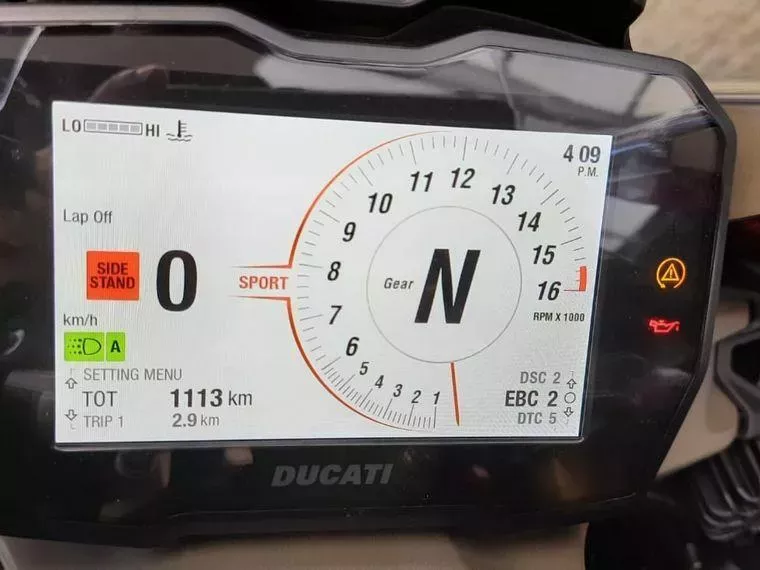 LO HI
4 09
P.M.
Lap Off
SIDE
STAND
0
km/h
A
SETTING MENU
TOT 1113 km
TRIP 1 2.9 km
SPORT
1
2
3
4
5
6
7
8
9
10
11
12
13
14
15
16
RPM X 1000
Gear N
DSC 2
EBC 2
DTC 5
DUCATI